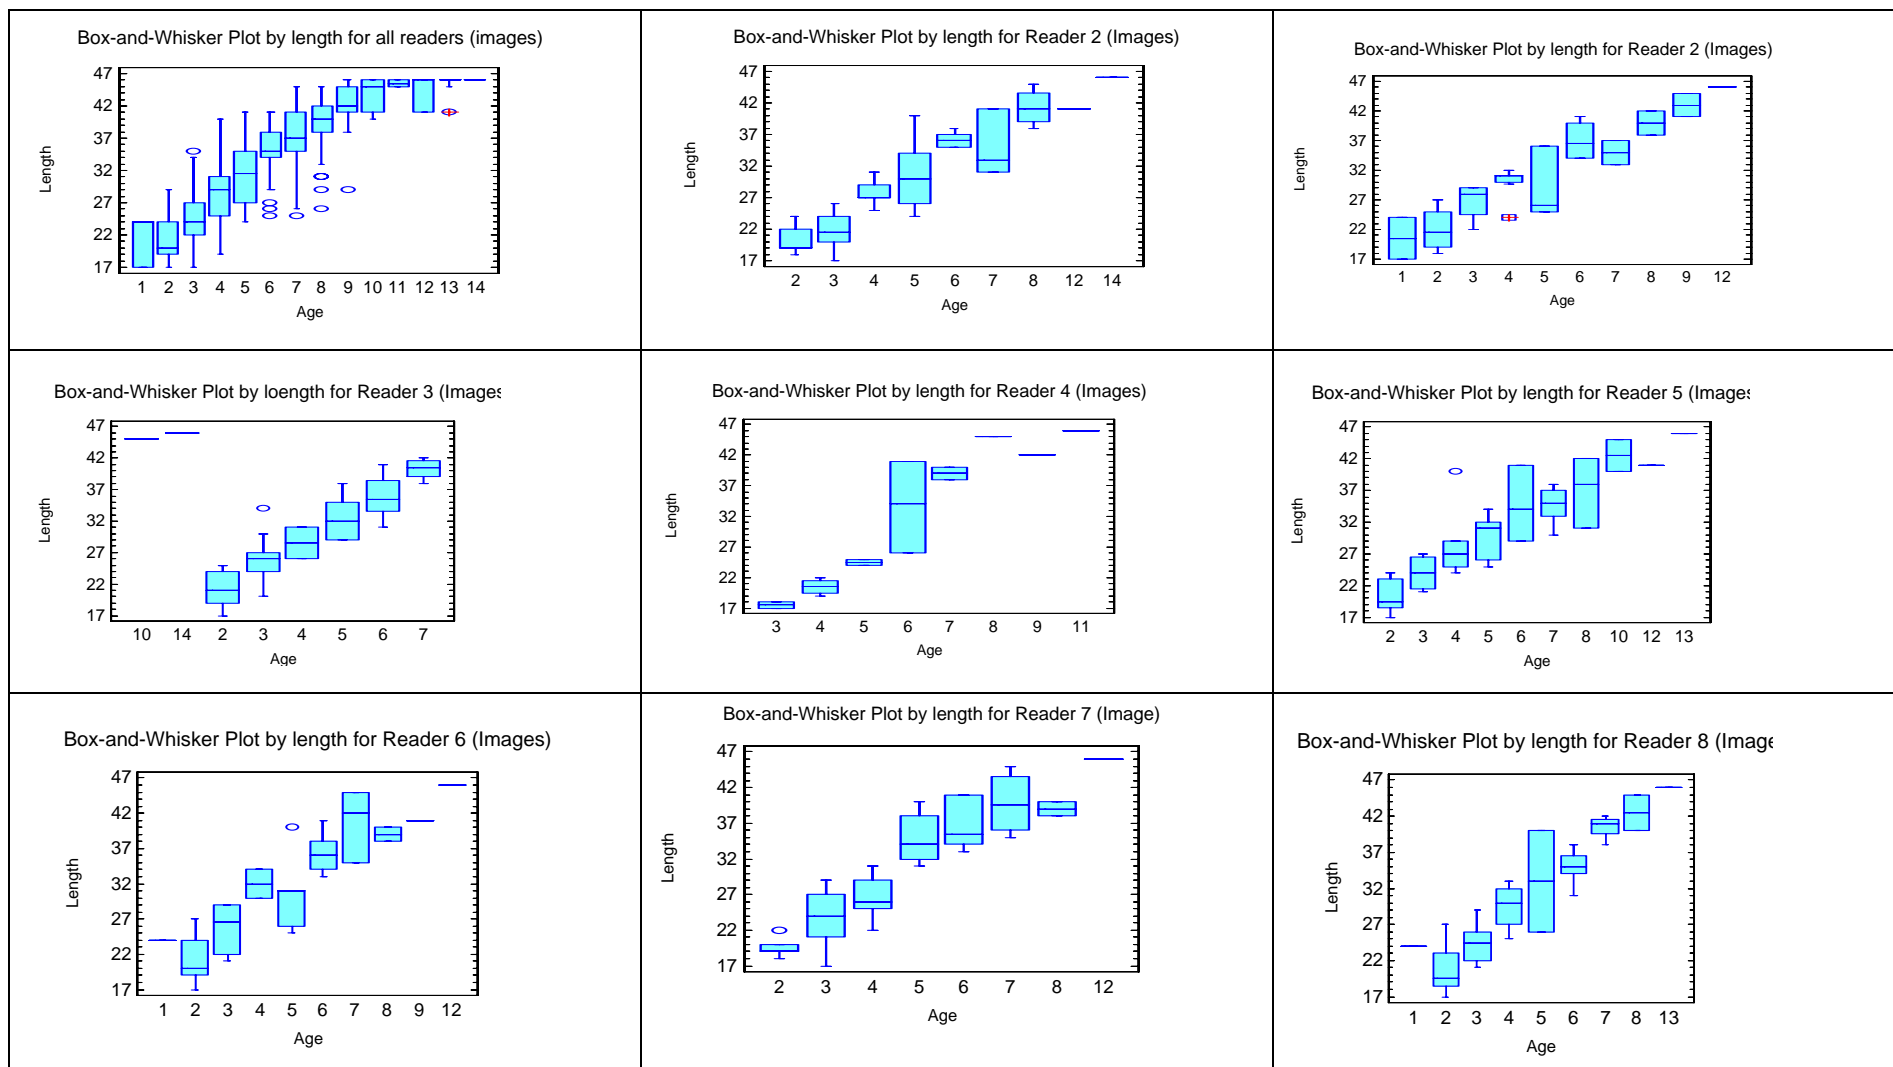 Box-and-Whisker Plot by length for all readers (images)
47
42
37
32
27
22
17
Length
1 2 3 4 5 6 7 8 9 10 11 12 13 14
Age
Box-and-Whisker Plot by length for Reader 2 (Images)
47
42
37
32
27
22
17
Length
2 3 4 5 6 7 8 12 14
Age
Box-and-Whisker Plot by length for Reader 2 (Images)
47
42
37
32
27
22
17
Length
1 2 3 4 5 6 7 8 9 12
Age
Box-and-Whisker Plot by loength for Reader 3 (Images
47
42
37
32
27
22
17
Length
10 14 2 3 4 5 6 7
Age
Box-and-Whisker Plot by length for Reader 4 (Images)
47
42
37
32
27
22
17
Length
3 4 5 6 7 8 9 11
Age
Box-and-Whisker Plot by length for Reader 5 (Images
47
42
37
32
27
22
17
Length
2 3 4 5 6 7 8 10 12 13
Age
Box-and-Whisker Plot by length for Reader 6 (Images)
47
42
37
32
27
22
17
Length
1 2 3 4 5 6 7 8 9 12
Age
Box-and-Whisker Plot by length for Reader 7 (Image)
47
42
37
32
27
22
17
Length
2 3 4 5 6 7 8 12
Age
Box-and-Whisker Plot by length for Reader 8 (Image
47
42
37
32
27
22
17
Length
1 2 3 4 5 6 7 8 13
Age